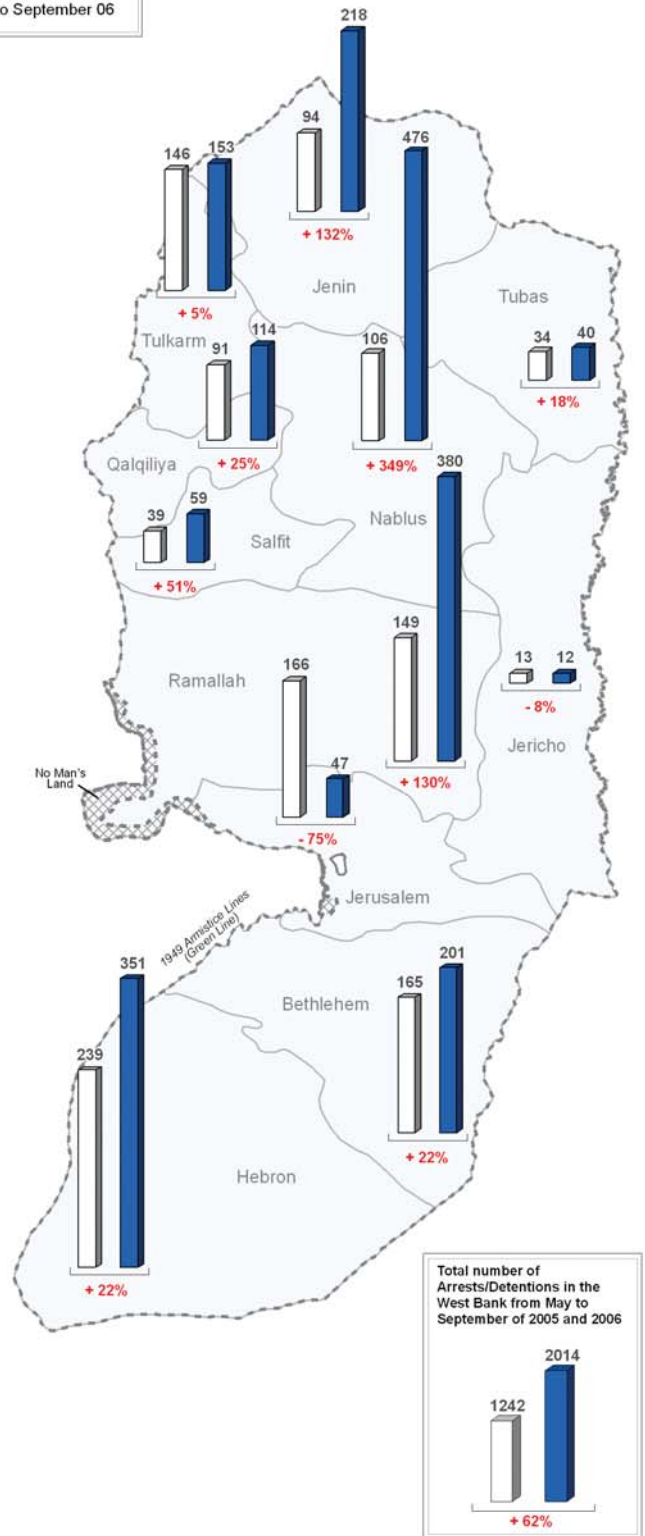 o September 06
218
94
476
146 153
+ 132%
Jenin
Tubas
+ 5%
Tulkarm
91 114
106
34 40
+ 18%
Qalqiliya
+ 25%
+ 349%
380
39 59
Salfit
Nablus
+ 51%
149
166
Ramallah
13 12
- 8%
Jericho
No Man's
Land
47
+ 130%
- 75%
Jerusalem
1949 Armistice Lines
(Green Line)
351
201
Bethlehem
165
239
+ 22%
Hebron
+ 22%
Total number of
Arrests/Detentions in the
West Bank from May to
September of 2005 and 2006
2014
1242
+ 62%